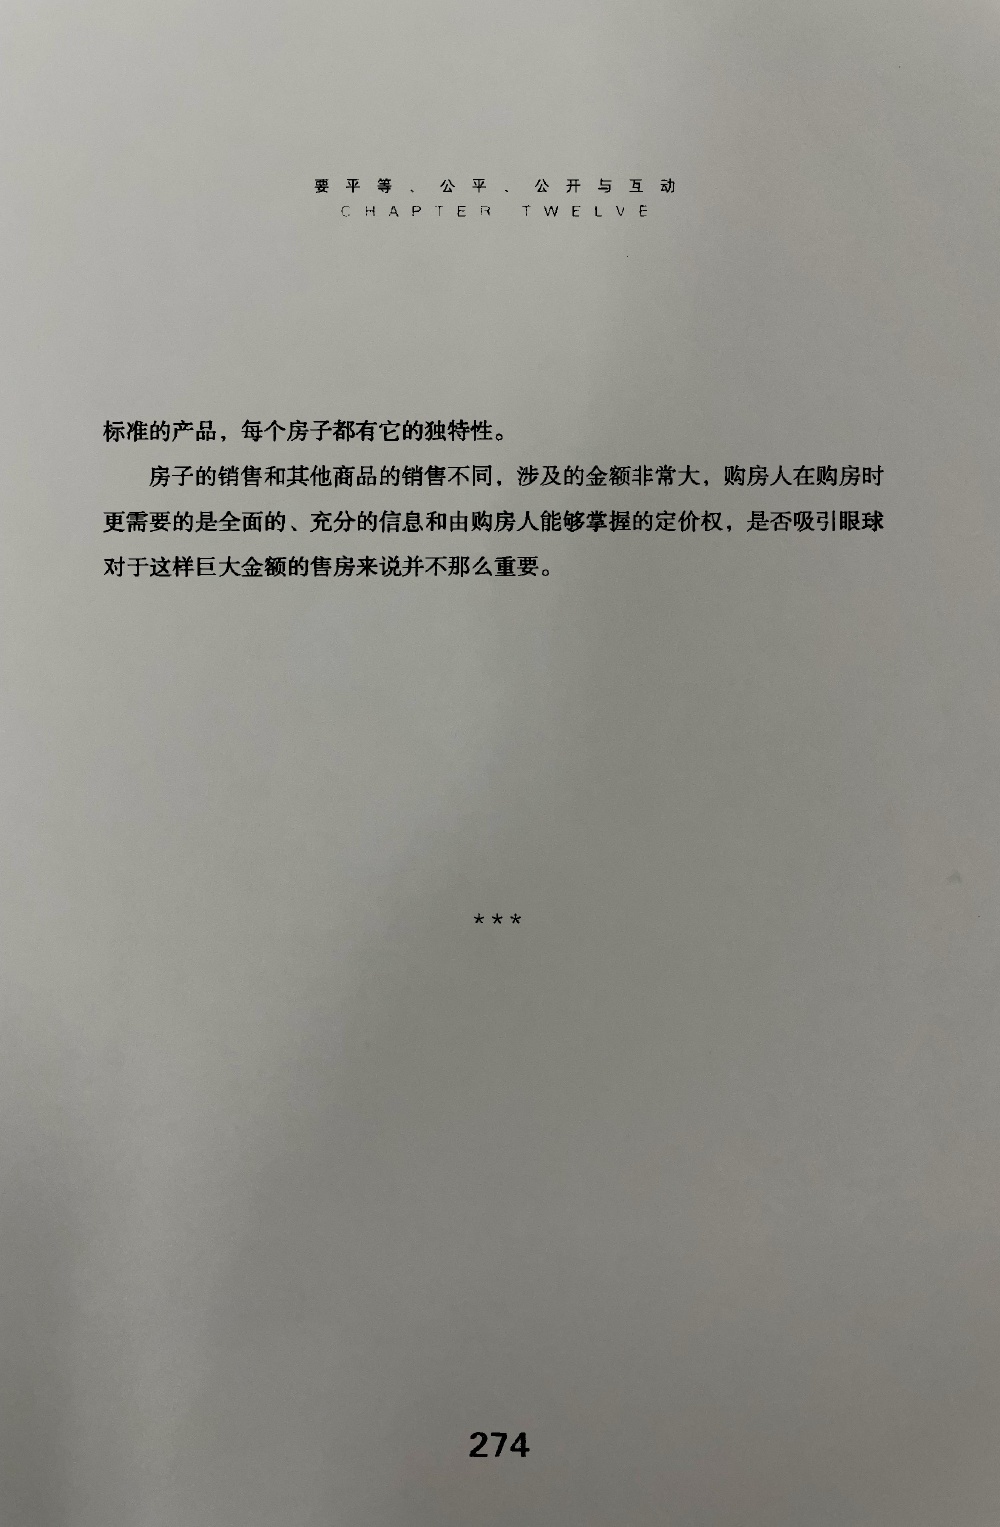 要平等、公平、公开与互动
CHAPTER TWELVE
标准的产品，每个房子都有它的独特性。
房子的销售和其他商品的销售不同，涉及的金额非常大，购房人在购房时
更需要的是全面的、充分的信息和由购房人能够掌握的定价权，是否吸引眼球
对于这样巨大金额的售房来说并不那么重要。
***
274